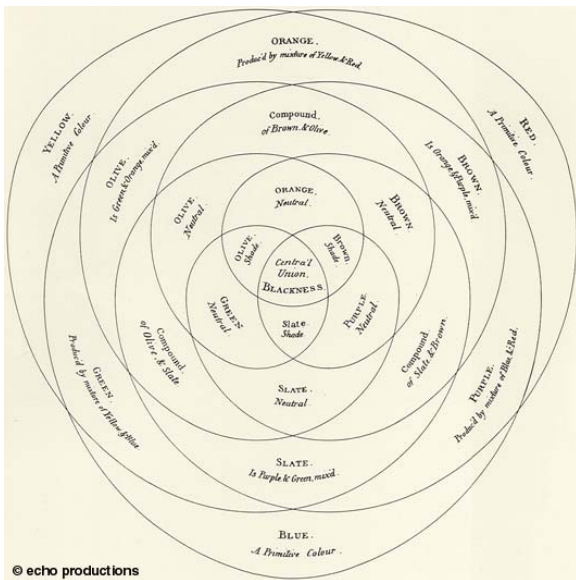 ORANGE.
Produc'd by mixture of Yellow & Red.
YELLOW.
A Primitive Colour
RED.
A Primitive Colour.
Compound,
of Brown & Olive.
OLIVE.
Is Green & Orange, mix'd
BROWN.
Is Orange & Purple, mix'd
ORANGE,
Neutral.
OLIVE
Neutral
BROWN
Neutral
OLIVE
Shade
Brown
Shade
Central
Union.
BLACKNESS.
GREEN
Neutral
PURPLE
Neutral
Slate
Shade
Compound
of Olive, & Slate
Compound
of Slate & Brown
GREEN.
Produc'd by mixture of Yellow & Blue
PURPLE.
Produc'd by mixture of Blue, & Red.
SLATE
Neutral
SLATE.
Is Purple & Green, mix'd.
BLUE.
A Primitive Colour.
© echo productions